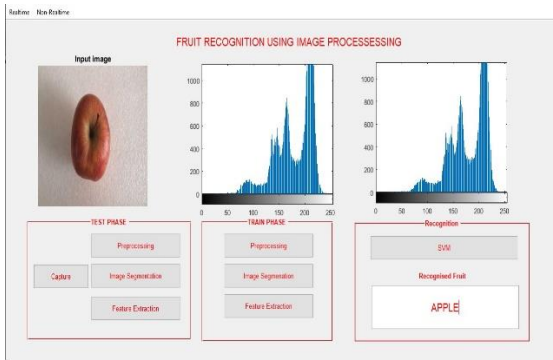 Realtime Non-Realtime
FRUIT RECOGNITION USING IMAGE PROCESSESSING
Input image
1000
800
600
400
200
0
0 50 100 150 200 250
1000
800
600
400
200
0
0 50 100 150 200 250
TEST PHASE
Preprocessing
Capture
Image Segmentation
Feature Extraction
TRAIN PHASE
Preprocessing
Image Segmentation
Feature Extraction
Recognition
SVM
Recognised Fruit
APPLE